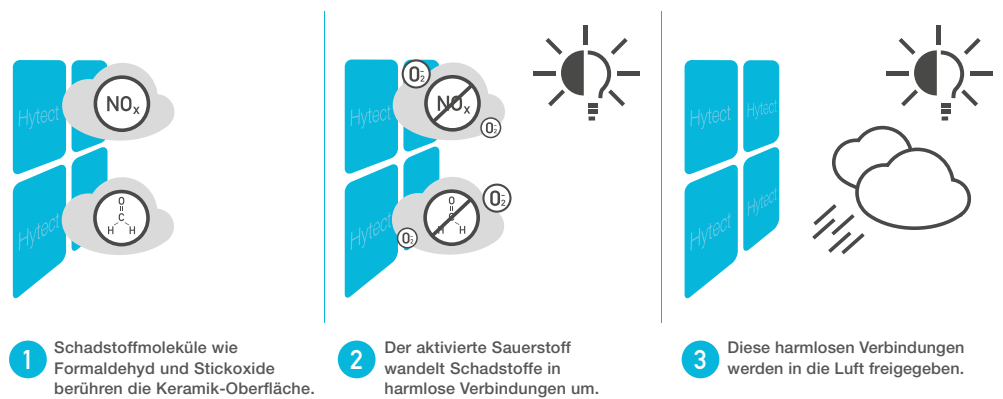 Hytect
NOx
Hytect
O
C
H H
Hytect
O₂⁻
NOx
O₂⁻
Hytect
O₂⁻
O
C
H H
O₂⁻
Hytect
Hytect
Hytect
Hytect
1
Schadstoffmoleküle wie
Formaldehyd und Stickoxide
berühren die Keramik-Oberfläche.
2
Der aktivierte Sauerstoff
wandelt Schadstoffe in
harmlose Verbindungen um.
3
Diese harmlosen Verbindungen
werden in die Luft freigegeben.